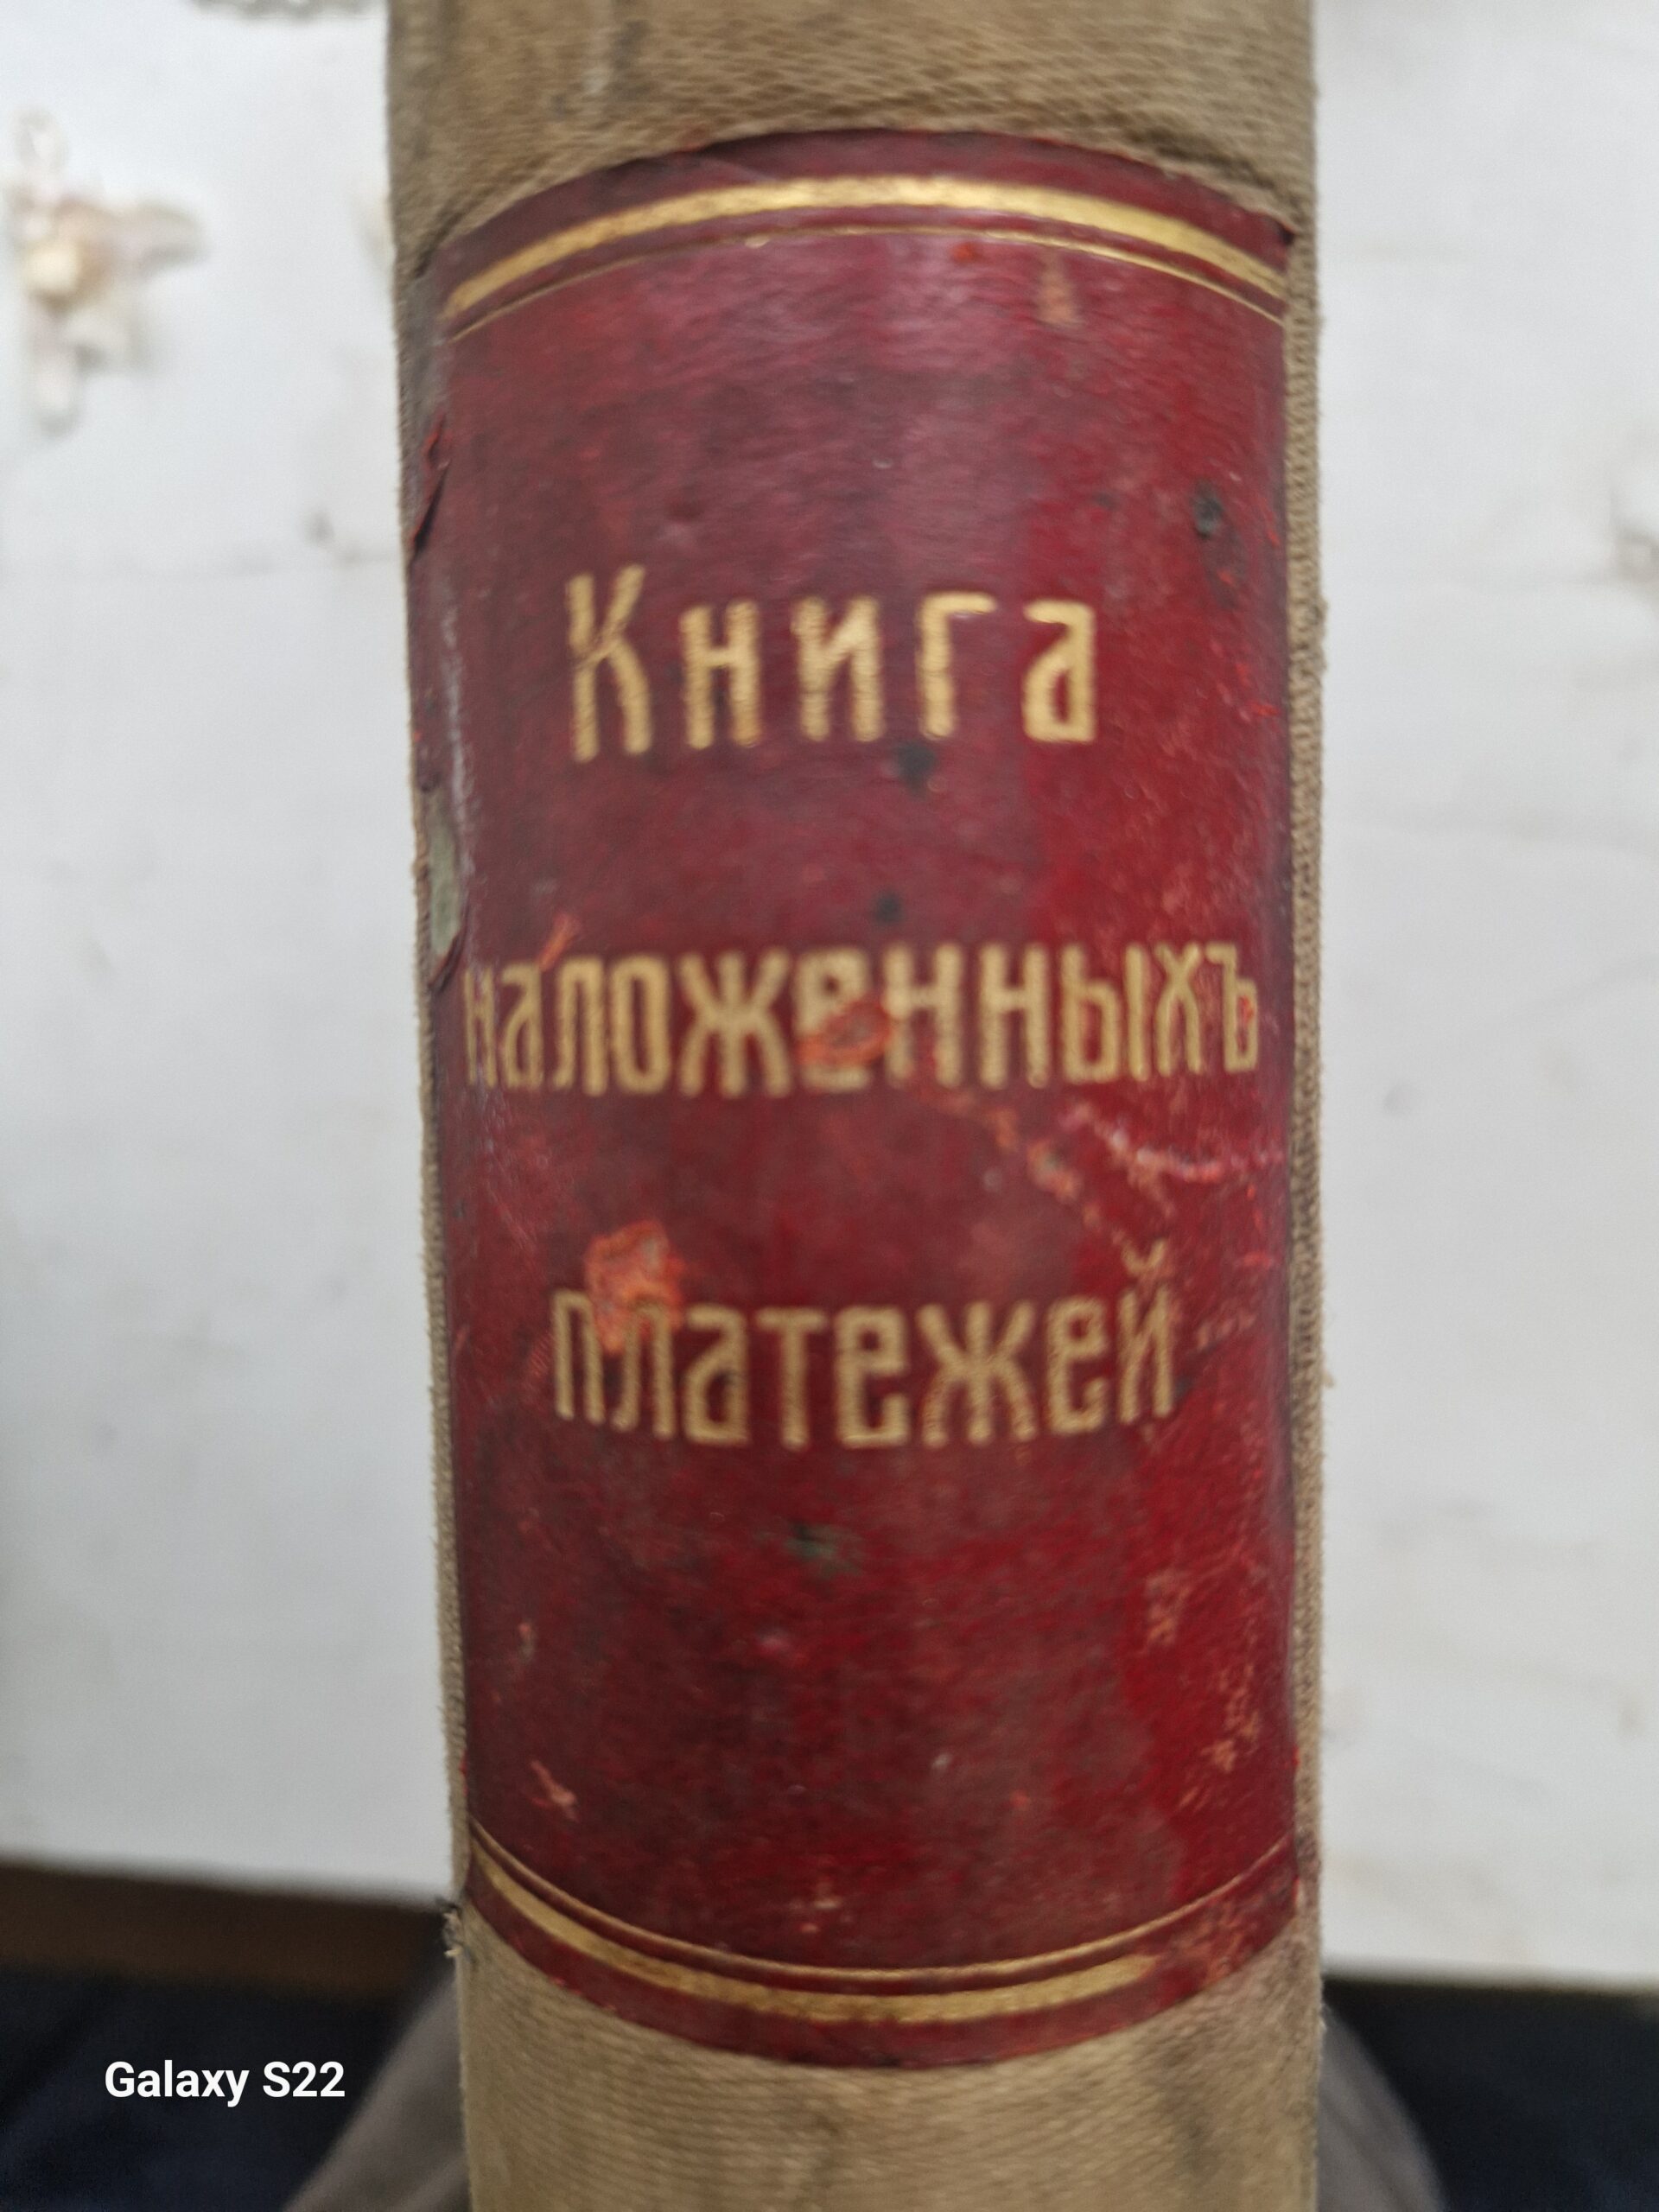 Книга
наложенныхъ
платежей
Galaxy S22